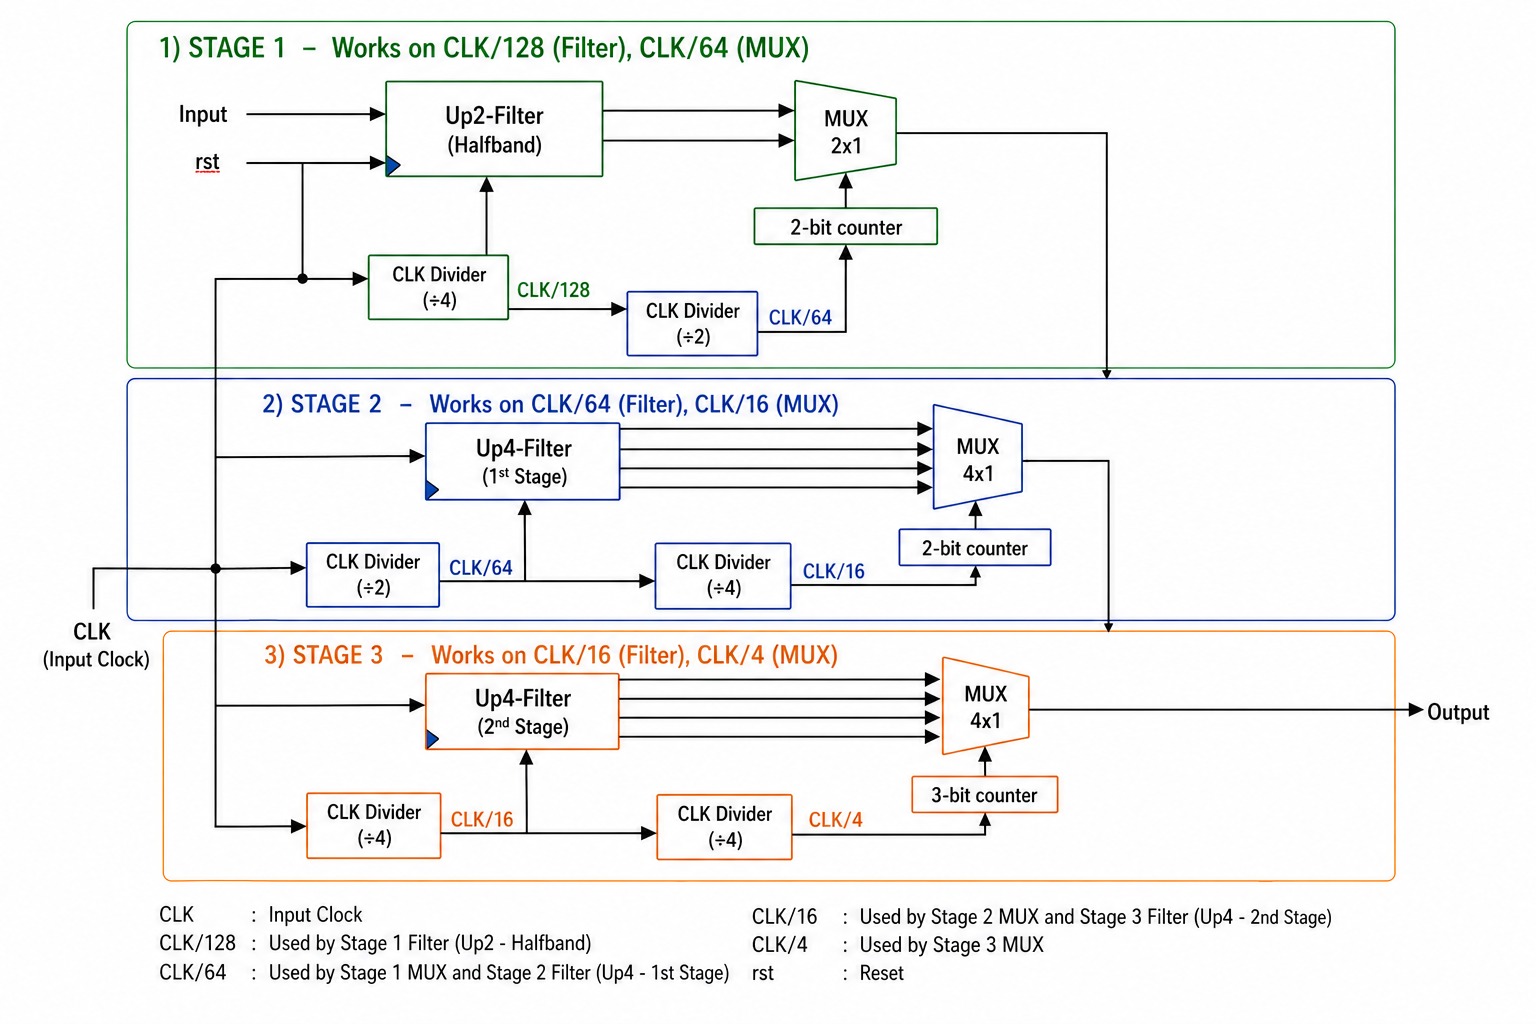 1) STAGE 1 – Works on CLK/128 (Filter), CLK/64 (MUX)
Input
rst
Up2-Filter
(Halfband)
MUX
2x1
2-bit counter
CLK Divider
(÷4)
CLK/128
CLK Divider
(÷2)
CLK/64
2) STAGE 2 – Works on CLK/64 (Filter), CLK/16 (MUX)
Up4-Filter
(1st Stage)
MUX
4x1
2-bit counter
CLK Divider
(÷2)
CLK/64
CLK Divider
(÷4)
CLK/16
CLK
(Input Clock)
3) STAGE 3 – Works on CLK/16 (Filter), CLK/4 (MUX)
Up4-Filter
(2nd Stage)
MUX
4x1
Output
3-bit counter
CLK Divider
(÷4)
CLK/16
CLK Divider
(÷4)
CLK/4
CLK : Input Clock
CLK/128 : Used by Stage 1 Filter (Up2 - Halfband)
CLK/64 : Used by Stage 1 MUX and Stage 2 Filter (Up4 - 1st Stage)
CLK/16 : Used by Stage 2 MUX and Stage 3 Filter (Up4 - 2nd Stage)
CLK/4 : Used by Stage 3 MUX
rst : Reset